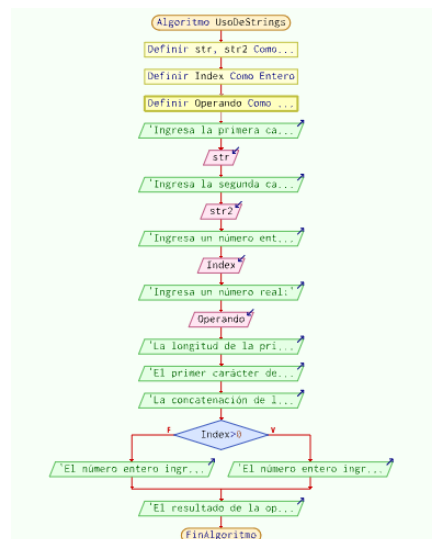 Algoritmo UsoDeStrings
Definir str, str2 Como...
Definir Index Como Entero
Definir Operando Como ...
'Ingresa la primera ca...
str
'Ingresa la segunda ca...
str2
'Ingresa un número ent...
Index
'Ingresa un número real:'
Operando
'La longitud de la pri...
'El primer carácter de...
'La concatenación de l...
F
Index>0
V
'El número entero ingr...
'El número entero ingr...
'El resultado de la op...
FinAlgoritmo